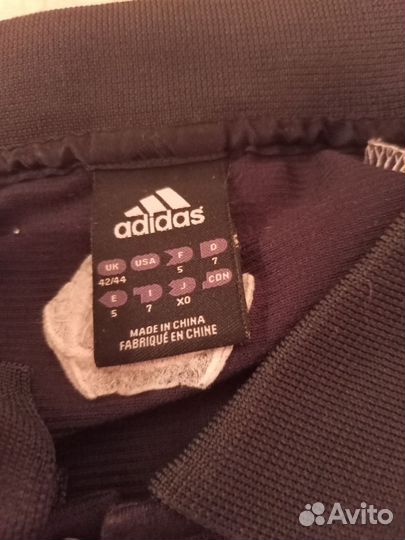 adidas
UK USA F D
42/44 5 7
E I J CDN
5 7 XO
MADE IN CHINA
FABRIQUÉ EN CHINE
Avito